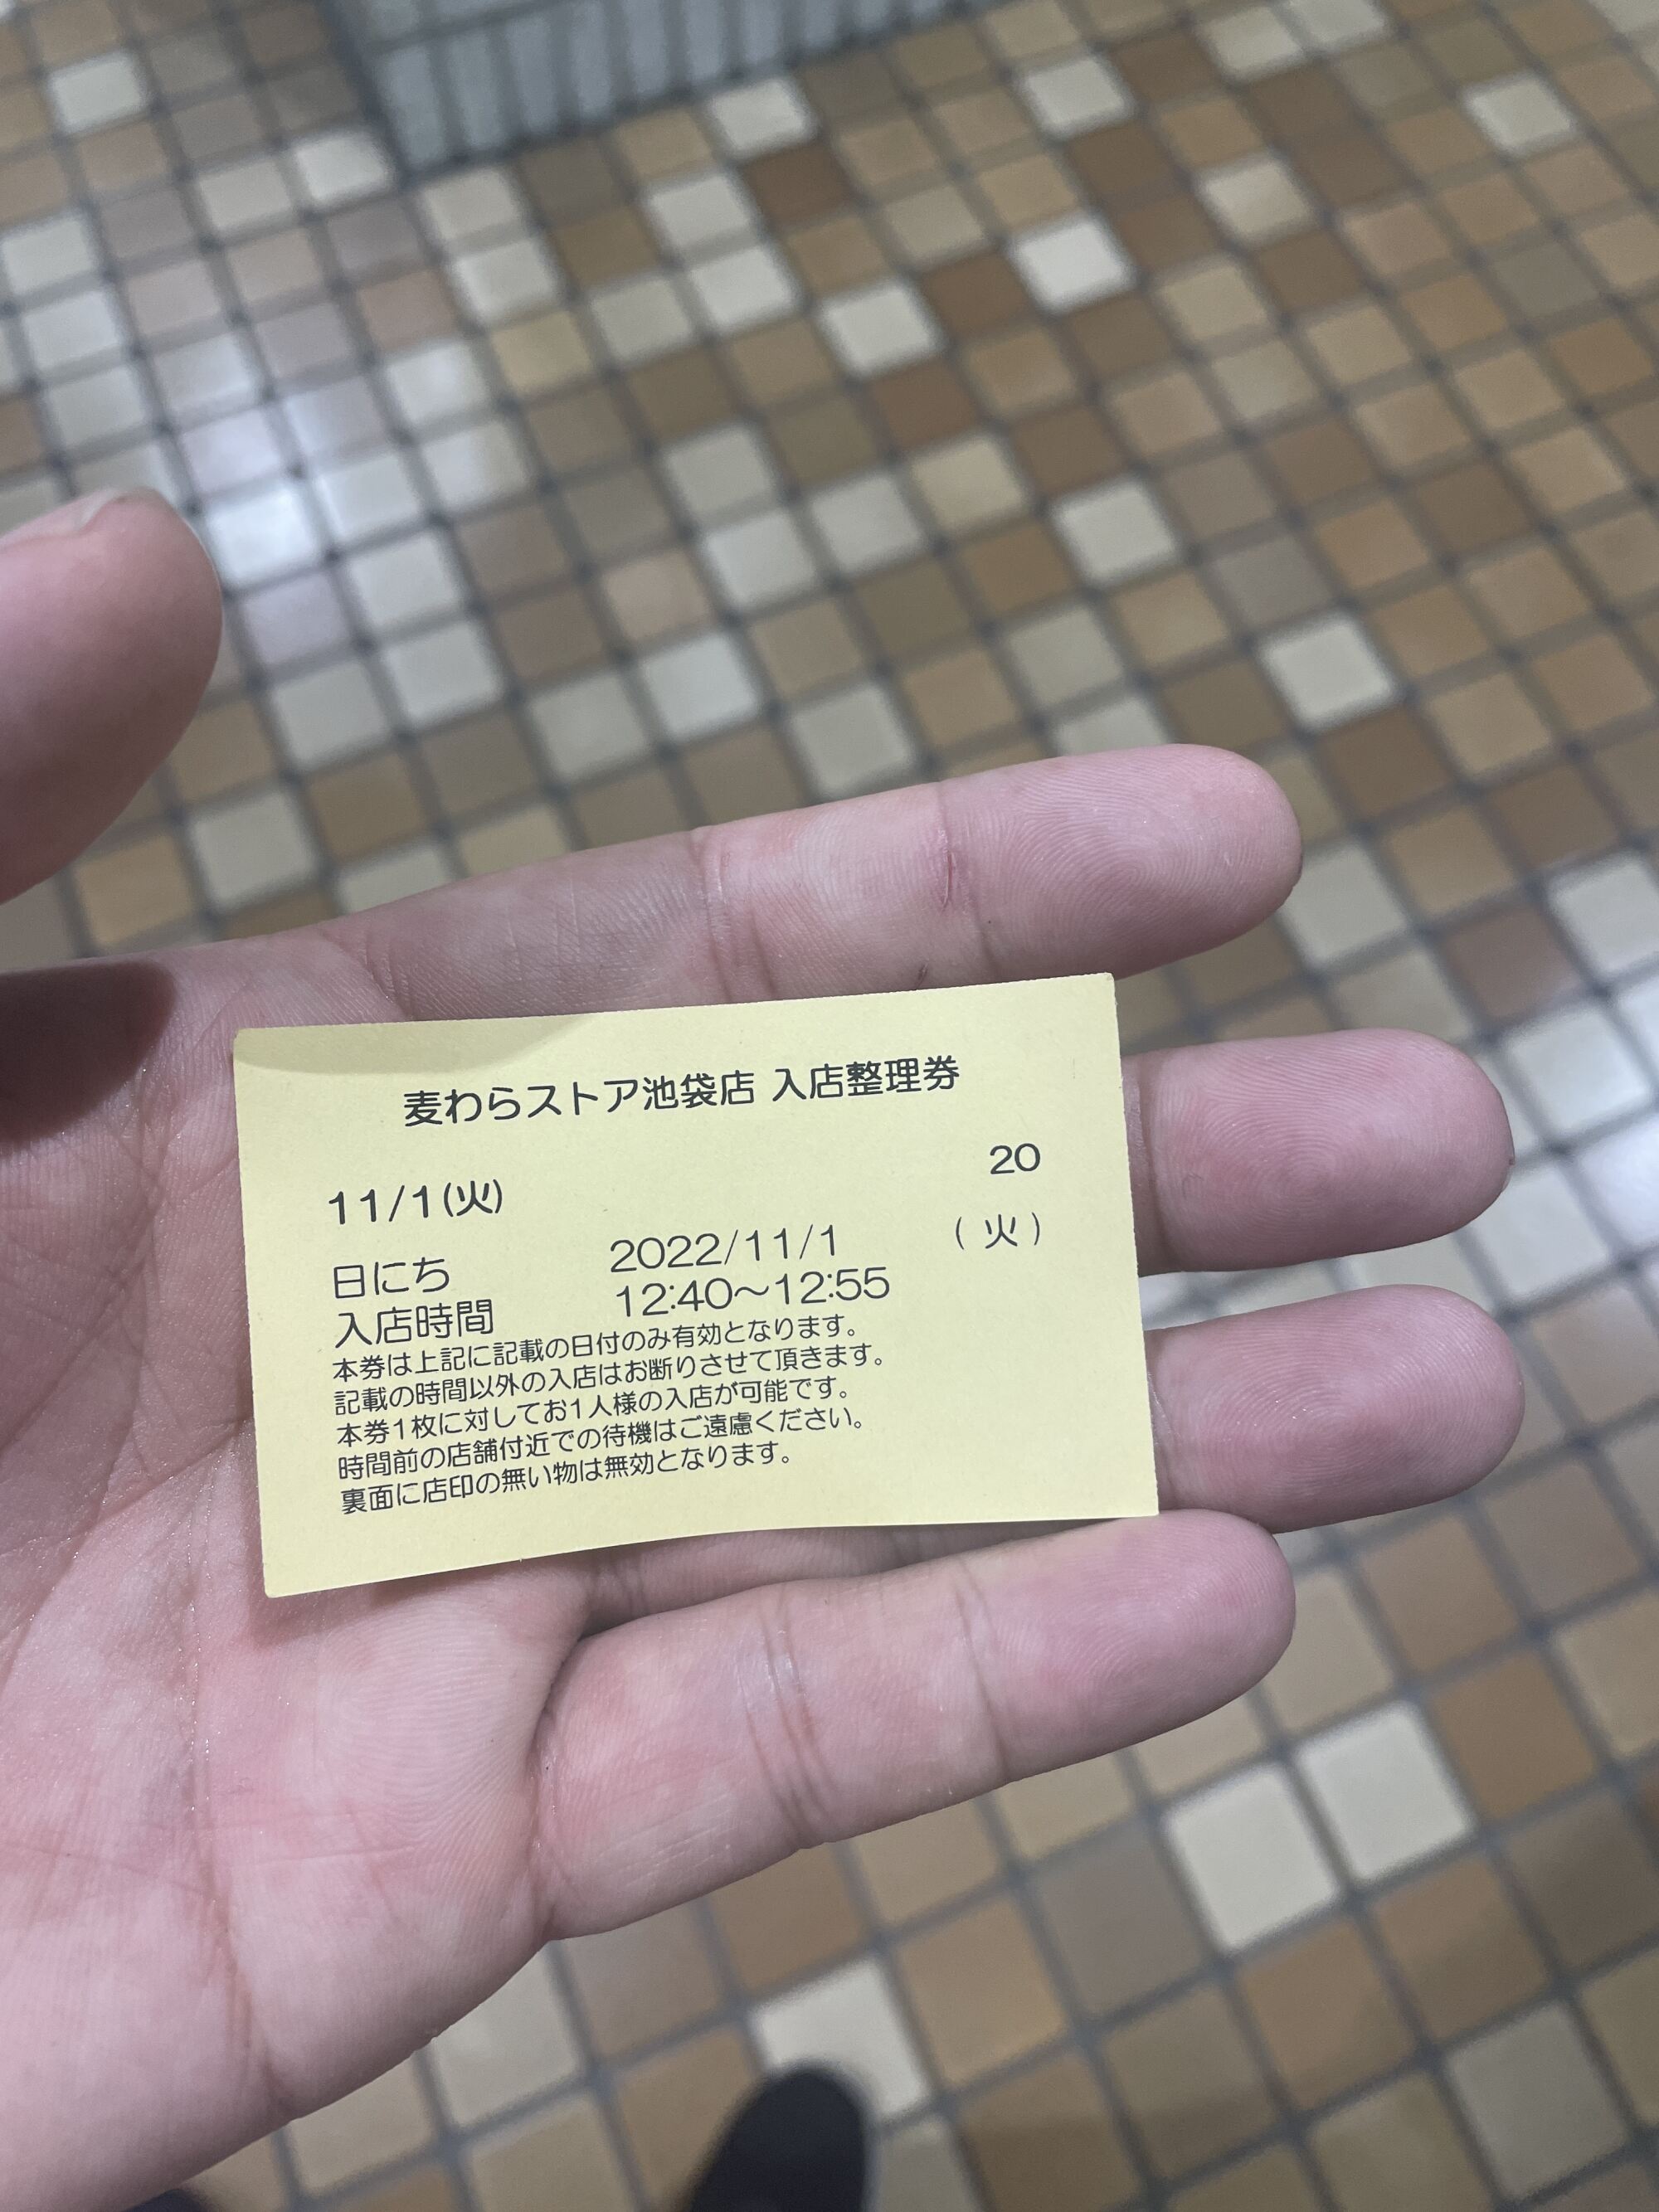 麦わらストア池袋店 入店整理券
20
11/1(火)
日にち 2022/11/1 (火)
入店時間 12:40〜12:55
本券は上記に記載の日付のみ有効となります。
記載の時間以外の入店はお断りさせて頂きます。
本券1枚に対してお1人様の入店が可能です。
時間前の店舗付近での待機はご遠慮ください。
裏面に店印の無い物は無効となります。